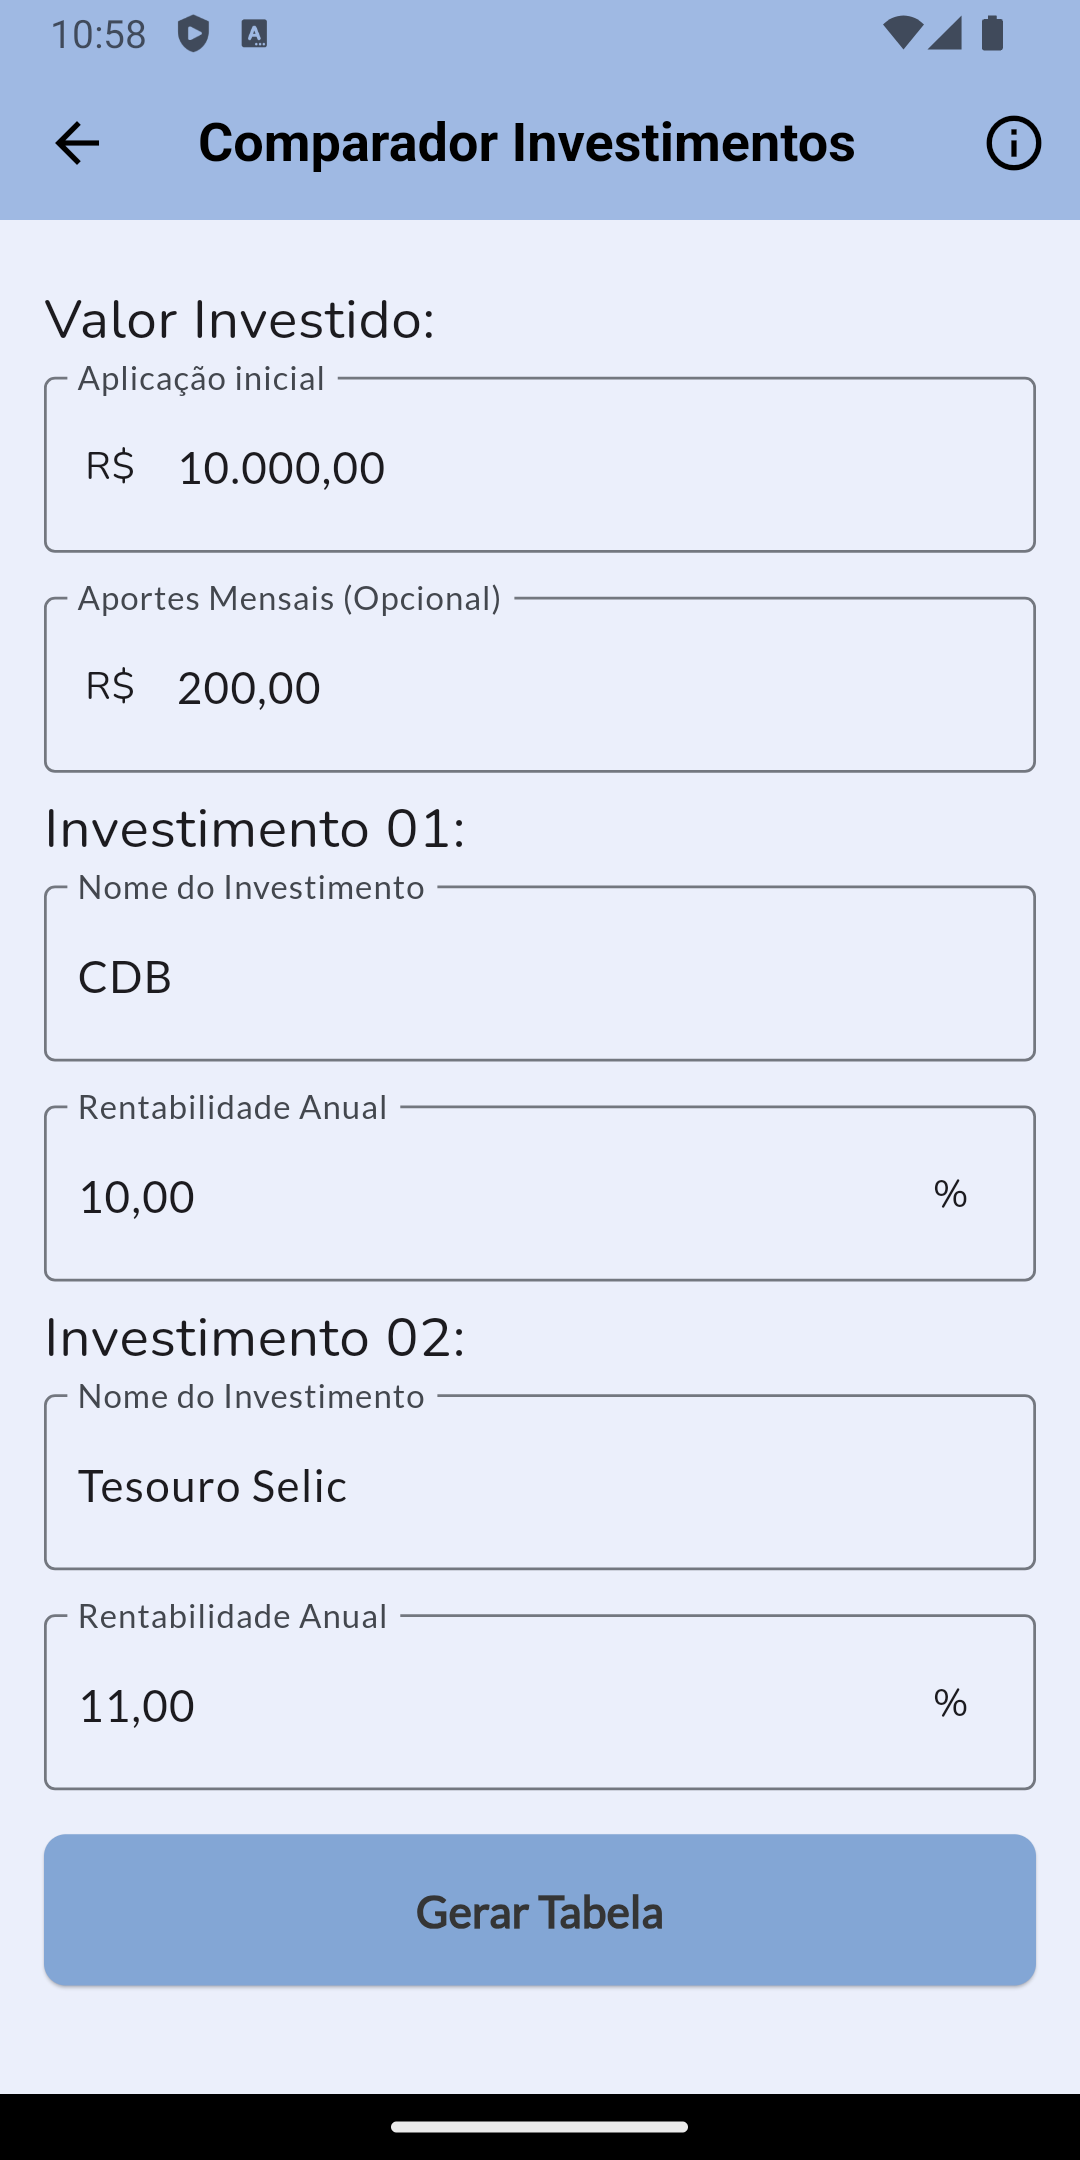 10:58
Comparador Investimentos
Valor Investido:
Aplicação inicial
R$ 10.000,00
Aportes Mensais (Opcional)
R$ 200,00
Investimento 01:
Nome do Investimento
CDB
Rentabilidade Anual
10,00 %
Investimento 02:
Nome do Investimento
Tesouro Selic
Rentabilidade Anual
11,00 %
Gerar Tabela